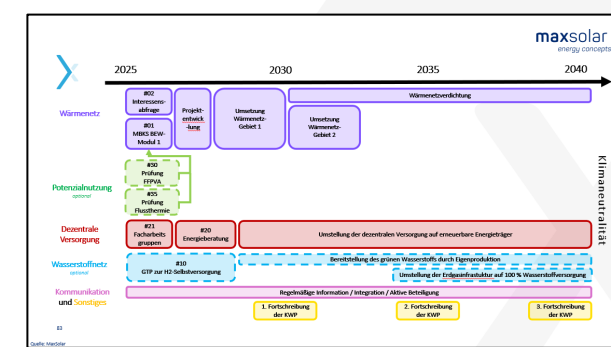 maxsolar
energy concepts
2025
2030
2035
2040
Wärmenetz
#02
Interessens-
abfrage
#01
MBKS BEW-
Modul 1
Projekt-
entwick
-lung
Umsetzung
Wärmenetz-
Gebiet 1
Wärmenetzverdichtung
Umsetzung
Wärmenetz-
Gebiet 2
Potenzialnutzung
optional
#30
Prüfung
FFPVA
#35
Prüfung
Flussthermie
Dezentrale
Versorgung
#21
Facharbeits
gruppen
#20
Energieberatung
Umstellung der dezentralen Versorgung auf erneuerbare Energieträger
Wasserstoffnetz
optional
#10
GTP zur H2-Selbstversorgung
Bereitstellung des grünen Wasserstoffs durch Eigenproduktion
Umstellung der Erdgasinfrastuktur auf 100 % Wasserstoffversorgung
Kommunikation
und Sonstiges
Regelmäßige Information / Integration / Aktive Beteiligung
1. Fortschreibung
der KWP
2. Fortschreibung
der KWP
3. Fortschreibung
der KWP
Klimaneutralität
83
Quelle: MaxSolar